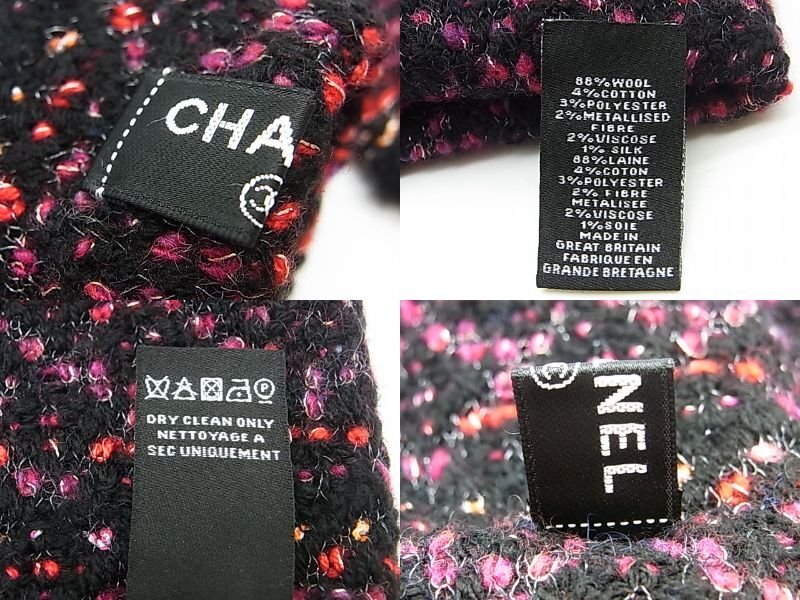 CHA
88%WOOL
4%COTTON
3%POLYESTER
2%METALLISED
FIBRE
2%VISCOSE
1% SILK
88%LAINE
4%COTON
3%POLYESTER
2% FIBRE
METALISEE
2%VISCOSE
1%SOIE
MADE IN
GREAT BRITAIN
FABRIQUE EN
GRANDE BRETAGNE
P
DRY CLEAN ONLY
NETTOYAGE A
SEC UNIQUEMENT
NEL